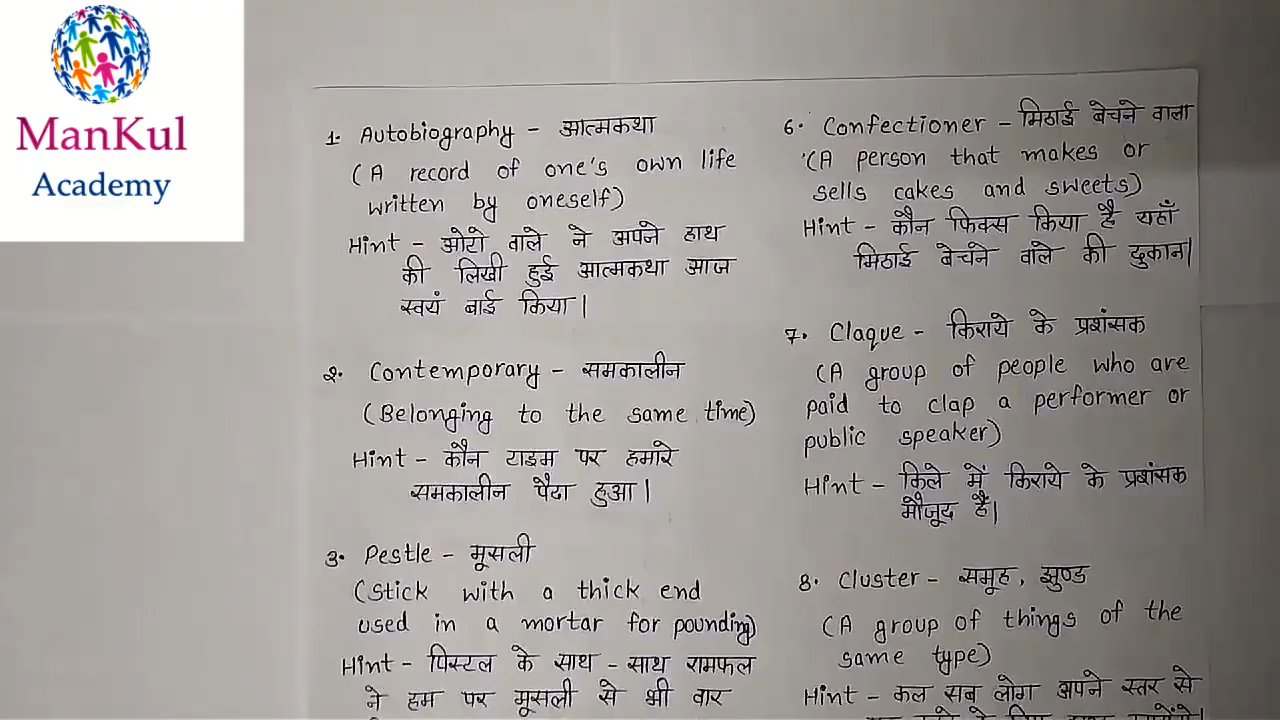 ManKul
Academy
1. Autobiography - आत्मकथा
(A record of one's own life
written by oneself)
Hint - ओटो वाले ने अपने हाथ
की लिखी हुई आत्मकथा आज
स्वयं बाई किया।
2. Contemporary - समकालीन
(Belonging to the same time)
Hint - कौन टाइम पर हमारे
समकालीन पैदा हुआ।
3. Pestle - मूसली
(Stick with a thick end
used in a mortar for pounding)
Hint - पिस्टल के साथ - साथ रामफल
ने हम पर मूसली से भी वार
6. Confectioner - मिठाई बेचने वाला
(A person that makes or
sells cakes and sweets)
Hint - कौन फिक्स किया है यहाँ
मिठाई बेचने वाले की दुकान।
7. Claque - किराये के प्रशंसक
(A group of people who are
paid to clap a performer or
public speaker)
Hint - किले में किराये के प्रशंसक
मौजूद है।
8. Cluster - समूह, झुण्ड
(A group of things of the
same type)
Hint - कल सब लोग अपने स्तर से